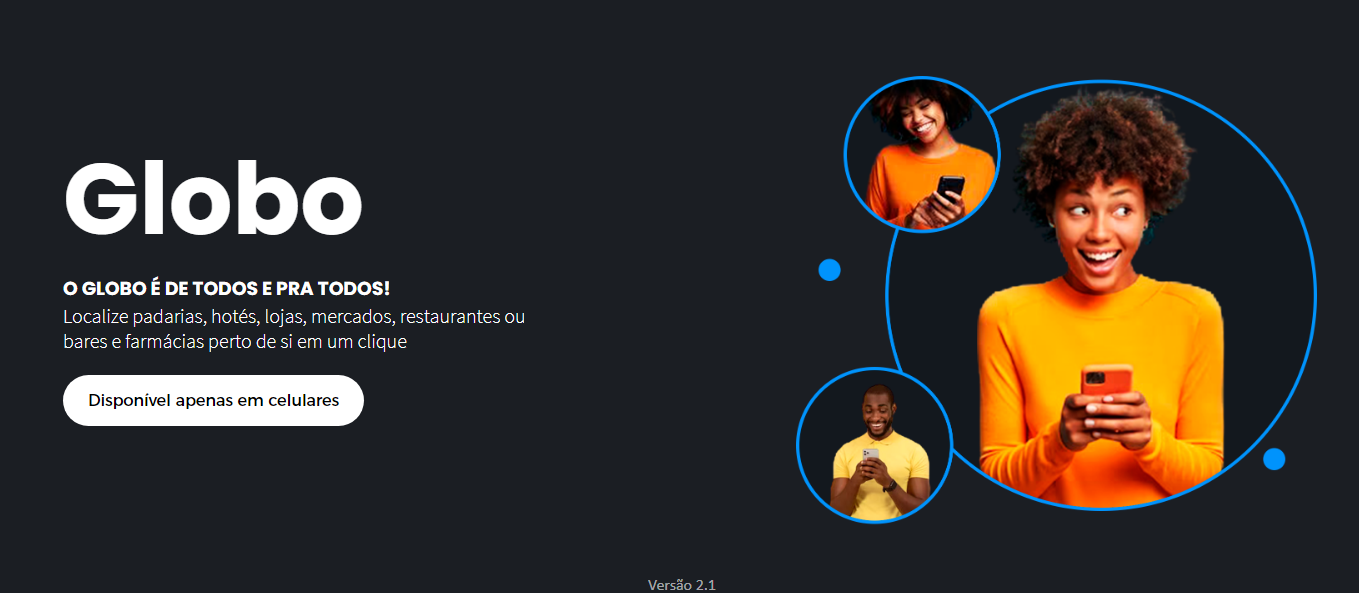 Globo
O GLOBO É DE TODOS E PRA TODOS!
Localize padarias, hotés, lojas, mercados, restaurantes ou
bares e farmácias perto de si em um clique
Disponível apenas em celulares
Versão 2.1